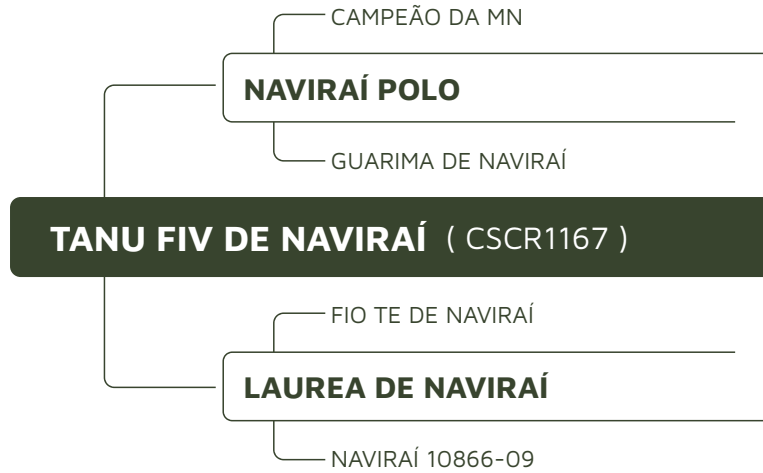 CAMPEÃO DA MN
NAVIRAÍ POLO
GUARIMA DE NAVIRAÍ
TANU FIV DE NAVIRAÍ ( CSCR1167 )
FIO TE DE NAVIRAÍ
LAUREA DE NAVIRAÍ
NAVIRAÍ 10866-09